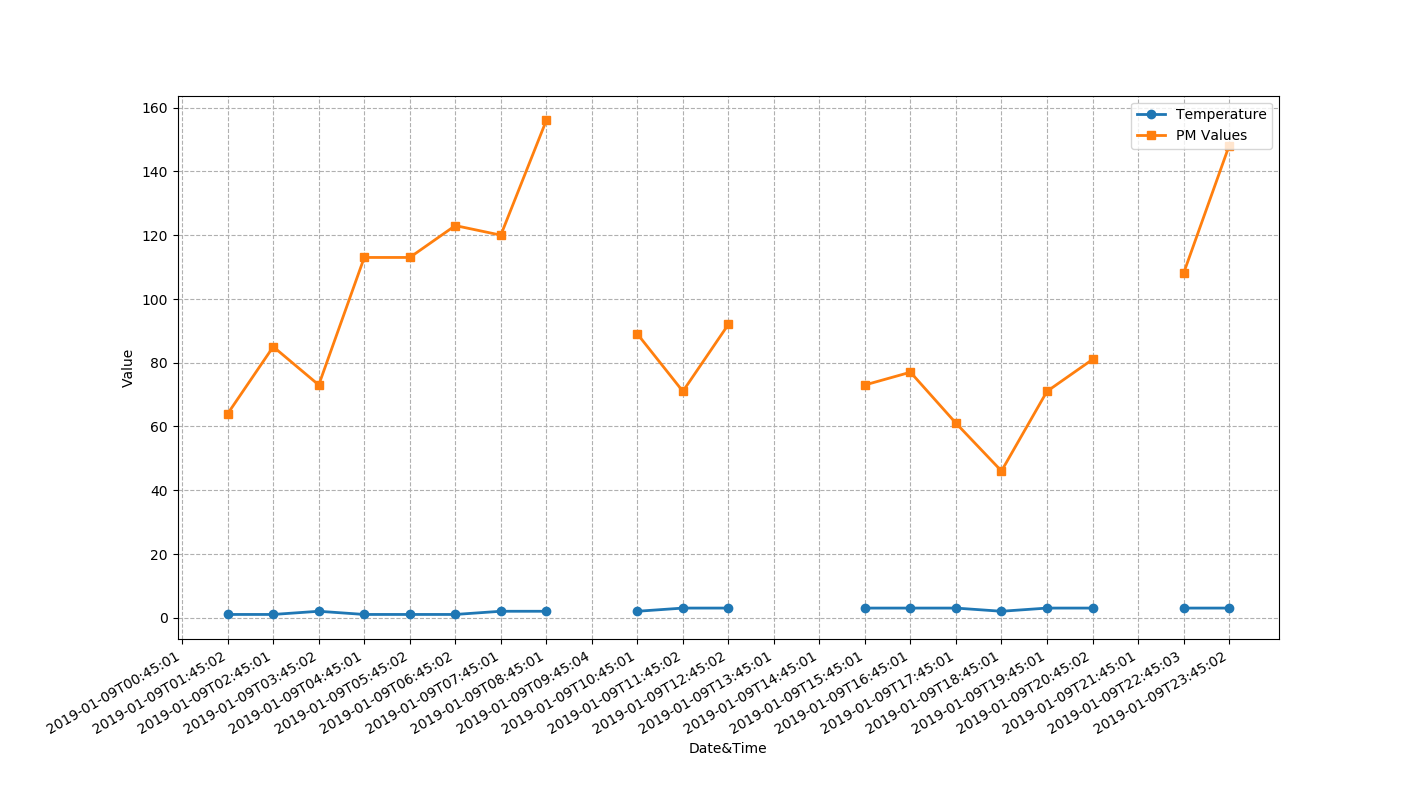 160
140
120
100
80
60
40
20
0
Value
Temperature
PM Values
2019-01-09T00:45:01
2019-01-09T01:45:02
2019-01-09T02:45:01
2019-01-09T03:45:02
2019-01-09T04:45:01
2019-01-09T05:45:02
2019-01-09T06:45:02
2019-01-09T07:45:01
2019-01-09T08:45:01
2019-01-09T09:45:04
2019-01-09T10:45:01
2019-01-09T11:45:02
2019-01-09T12:45:02
2019-01-09T13:45:01
2019-01-09T14:45:01
2019-01-09T15:45:01
2019-01-09T16:45:01
2019-01-09T17:45:01
2019-01-09T18:45:01
2019-01-09T19:45:01
2019-01-09T20:45:02
2019-01-09T21:45:01
2019-01-09T22:45:03
2019-01-09T23:45:02
Date&Time